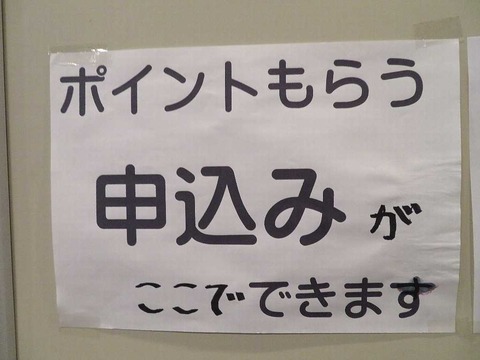 ポイントもらう
申込みが
ここでできます